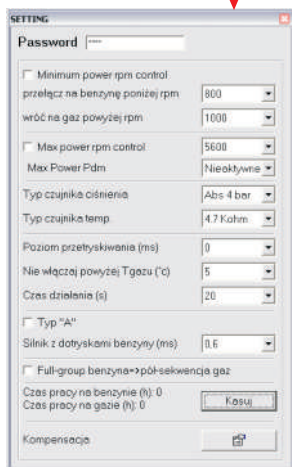 SETTING
Password ----
Minimum power rpm control
przełącz na benzynę poniżej rpm 800
wróć na gaz powyżej rpm 1000
Max power rpm control 5600
Max Power Pdm Nieaktywne
Typ czujnika ciśnienia Abs 4 bar
Typ czujnika temp. 4.7 Kohm
Poziom przetryskiwania (ms) 0
Nie włączaj powyżej Tgazu (°c) 5
Czas działania (s) 20
Typ "A"
Silnik z dotryskami benzyny (ms) 0,6
Full-group benzyna=>pół-sekwencja gaz
Czas pracy na benzynie (h): 0
Czas pracy na gazie (h): 0
Kasuj
Kompensacja